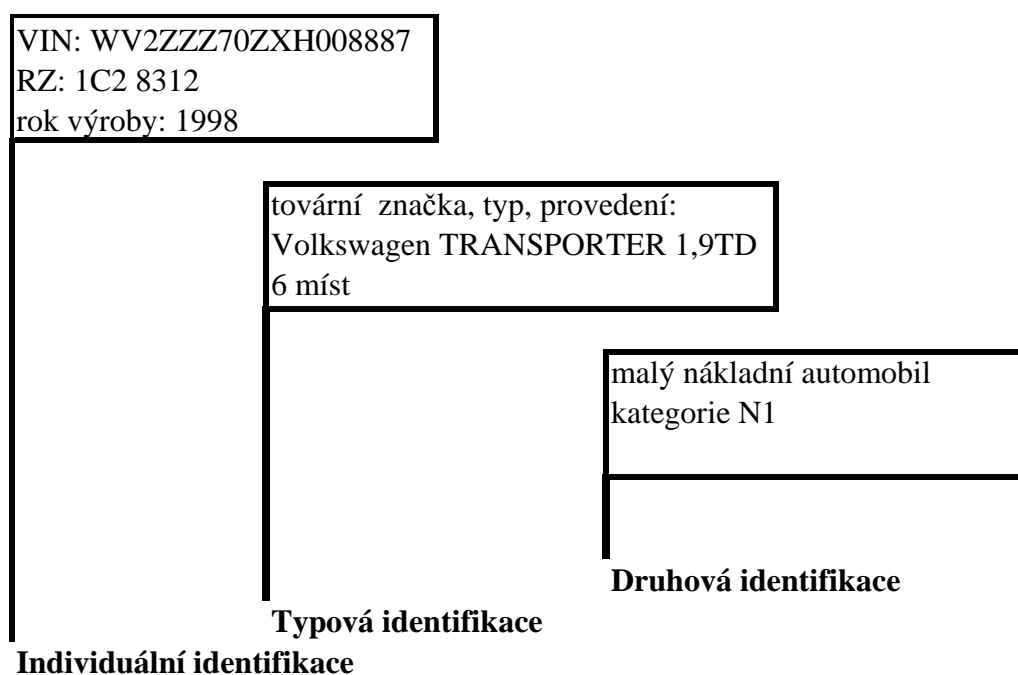 VIN: WV2ZZZ70ZXH008887
RZ: 1C2 8312
rok výroby: 1998
tovární značka, typ, provedení:
Volkswagen TRANSPORTER 1,9TD
6 míst
malý nákladní automobil
kategorie N1
Druhová identifikace
Typová identifikace
Individuální identifikace